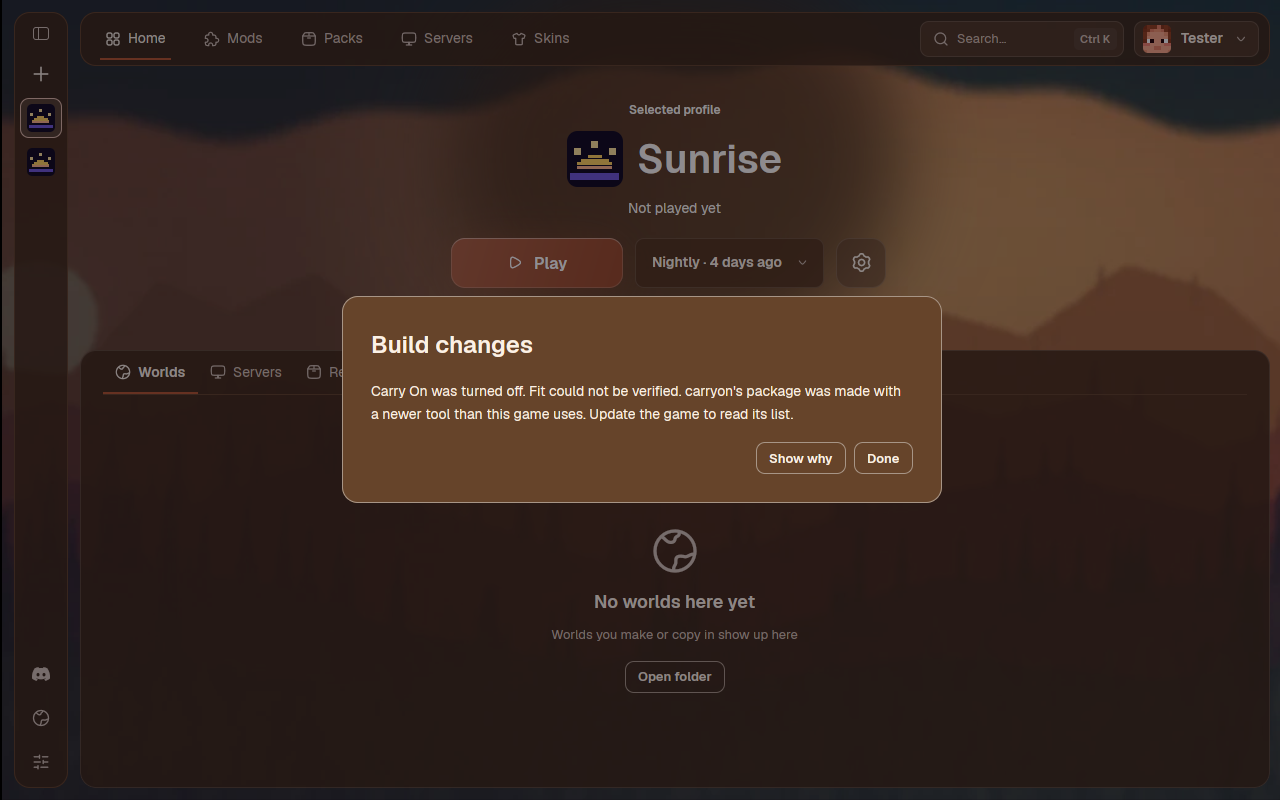 Home
Mods
Packs
Servers
Skins
Search...
Ctrl K
Tester
Selected profile
Sunrise
Not played yet
Play
Nightly · 4 days ago
Worlds
Servers
Build changes
Carry On was turned off. Fit could not be verified. carryon's package was made with
a newer tool than this game uses. Update the game to read its list.
Show why
Done
No worlds here yet
Worlds you make or copy in show up here
Open folder